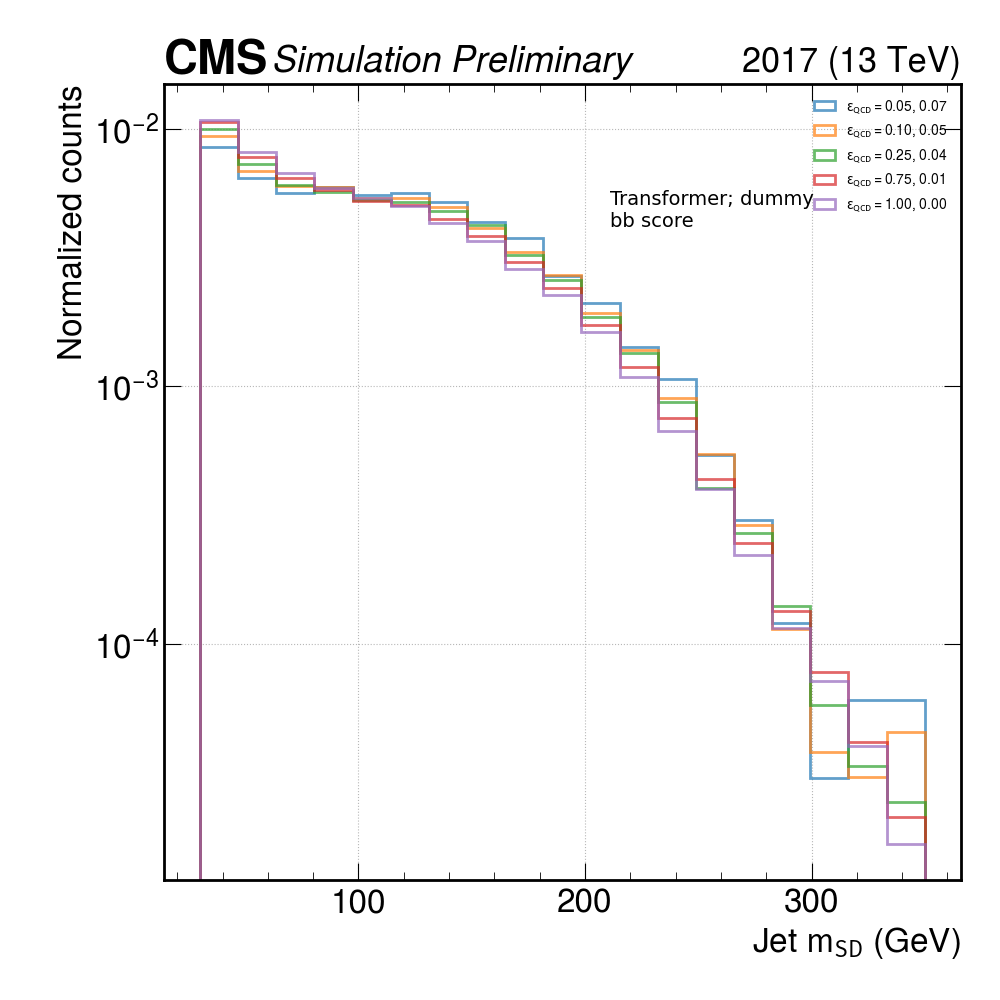 CMS Simulation Preliminary 2017 (13 TeV)
Normalized counts
10⁻²
10⁻³
10⁻⁴
ε_QCD = 0.05, 0.07
ε_QCD = 0.10, 0.05
ε_QCD = 0.25, 0.04
ε_QCD = 0.75, 0.01
ε_QCD = 1.00, 0.00
Transformer; dummy
bb score
100 200 300
Jet m_SD (GeV)